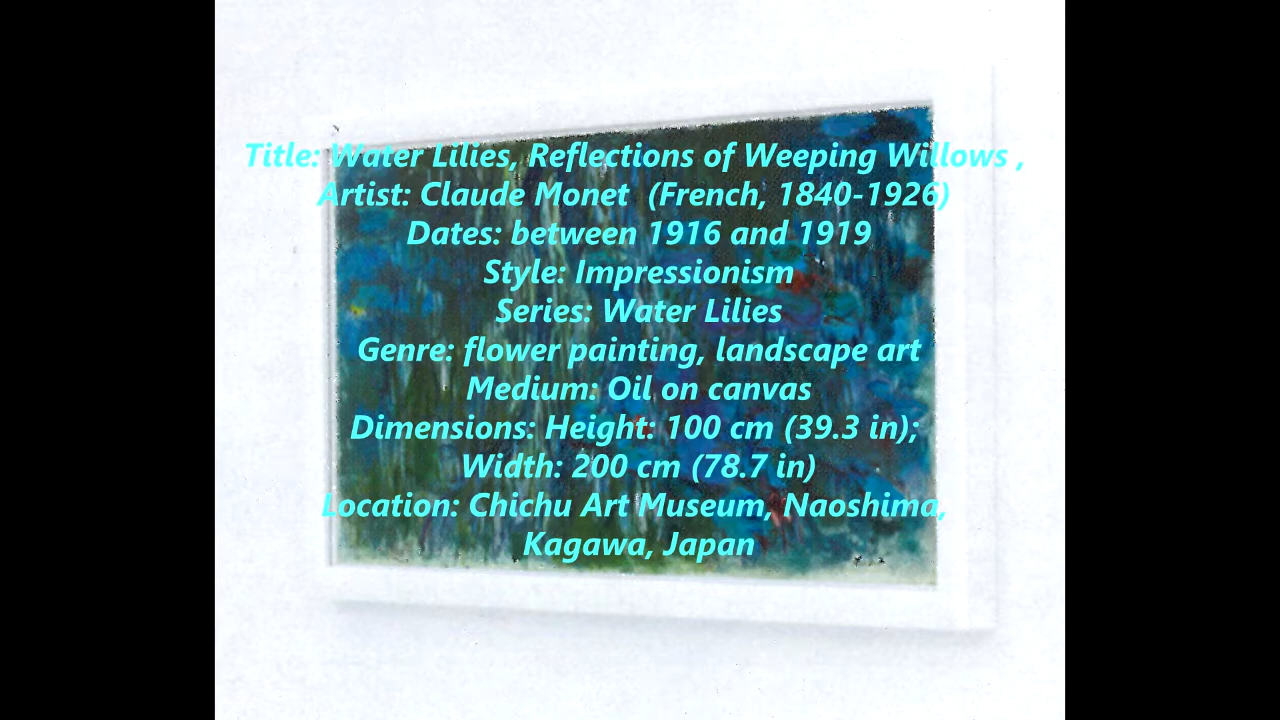 Title: Water Lilies, Reflections of Weeping Willows ,
Artist: Claude Monet (French, 1840-1926)
Dates: between 1916 and 1919
Style: Impressionism
Series: Water Lilies
Genre: flower painting, landscape art
Medium: Oil on canvas
Dimensions: Height: 100 cm (39.3 in);
Width: 200 cm (78.7 in)
Location: Chichu Art Museum, Naoshima,
Kagawa, Japan